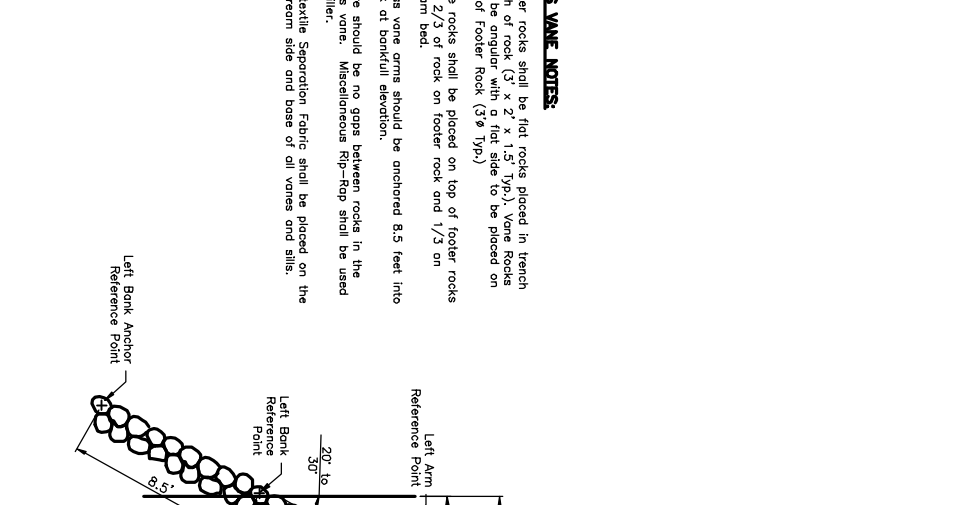 S VANE NOTES:
er rocks shall be flat rocks placed in trench
h of rock (3' x 2' x 1.5' Typ.). Vane Rocks
be angular with a flat side to be placed on
of Footer Rock (3'ø Typ.)
e rocks shall be placed on top of footer rocks
2/3 of rock on footer rock and 1/3 on
am bed.
ss vane arms should be anchored 8.5 feet into
at bankfull elevation.
re should be no gaps between rocks in the
s vane. Miscellaneous Rip-Rap shall be used
ller.
textile Separation Fabric shall be placed on the
ream side and base of all vanes and sills.
Left Arm
Reference Point
20' to
30'
Left Bank
Reference
Point
Left Bank Anchor
Reference Point
8.5'